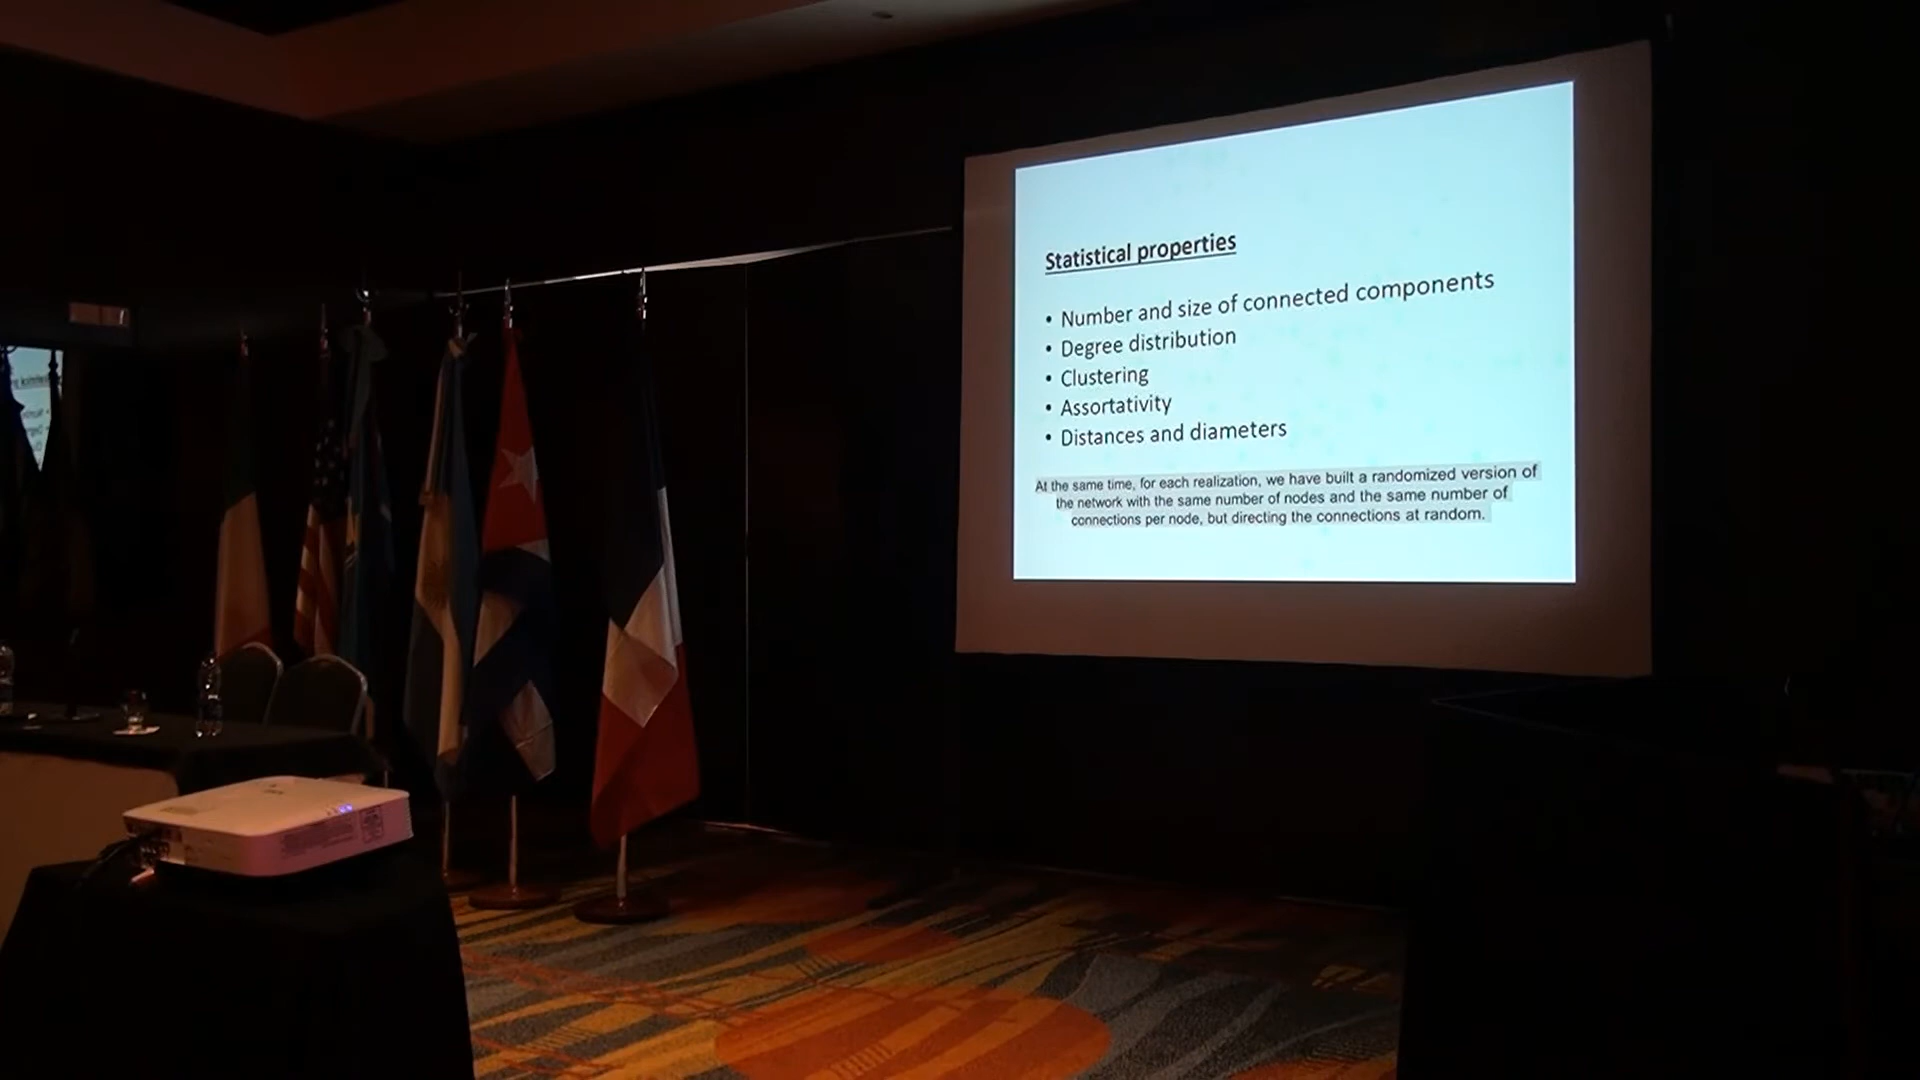 Statistical properties
• Number and size of connected components
• Degree distribution
• Clustering
• Assortativity
• Distances and diameters
At the same time, for each realization, we have built a randomized version of
the network with the same number of nodes and the same number of
connections per node, but directing the connections at random.